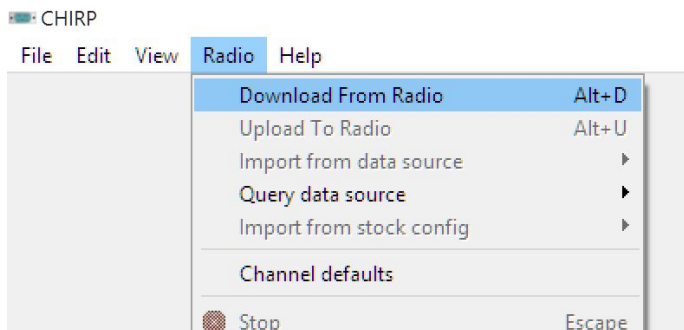 CHIRP
File Edit View Radio Help
Download From Radio Alt+D
Upload To Radio Alt+U
Import from data source
Query data source
Import from stock config
Channel defaults
Stop Escape